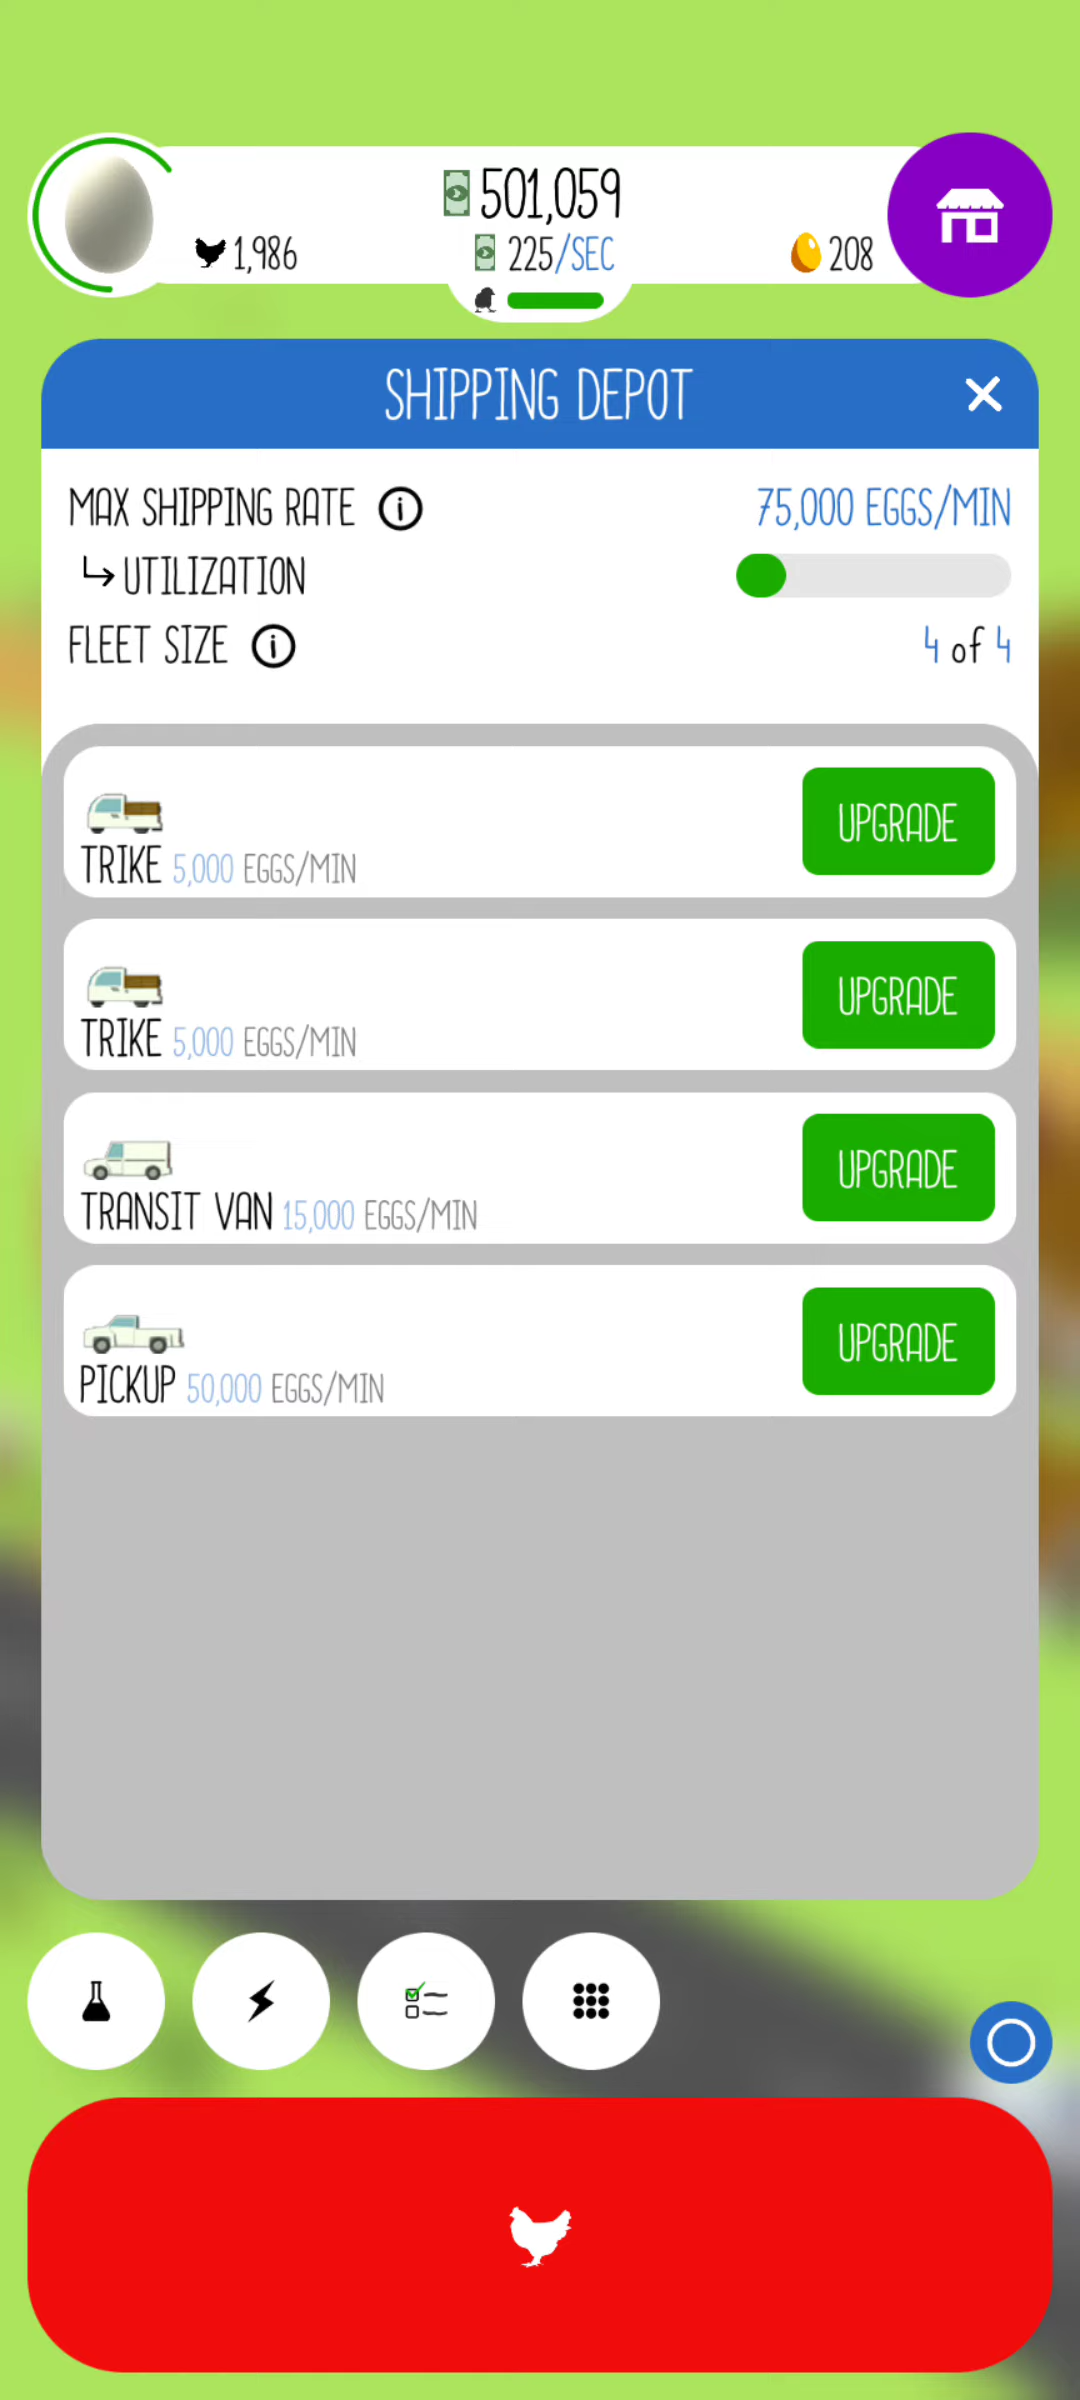 501,059
1,986
225/SEC
208
SHIPPING DEPOT
MAX SHIPPING RATE
75,000 EGGS/MIN
UTILIZATION
FLEET SIZE
4 of 4
UPGRADE
TRIKE 5,000 EGGS/MIN
UPGRADE
TRIKE 5,000 EGGS/MIN
UPGRADE
TRANSIT VAN 15,000 EGGS/MIN
UPGRADE
PICKUP 50,000 EGGS/MIN